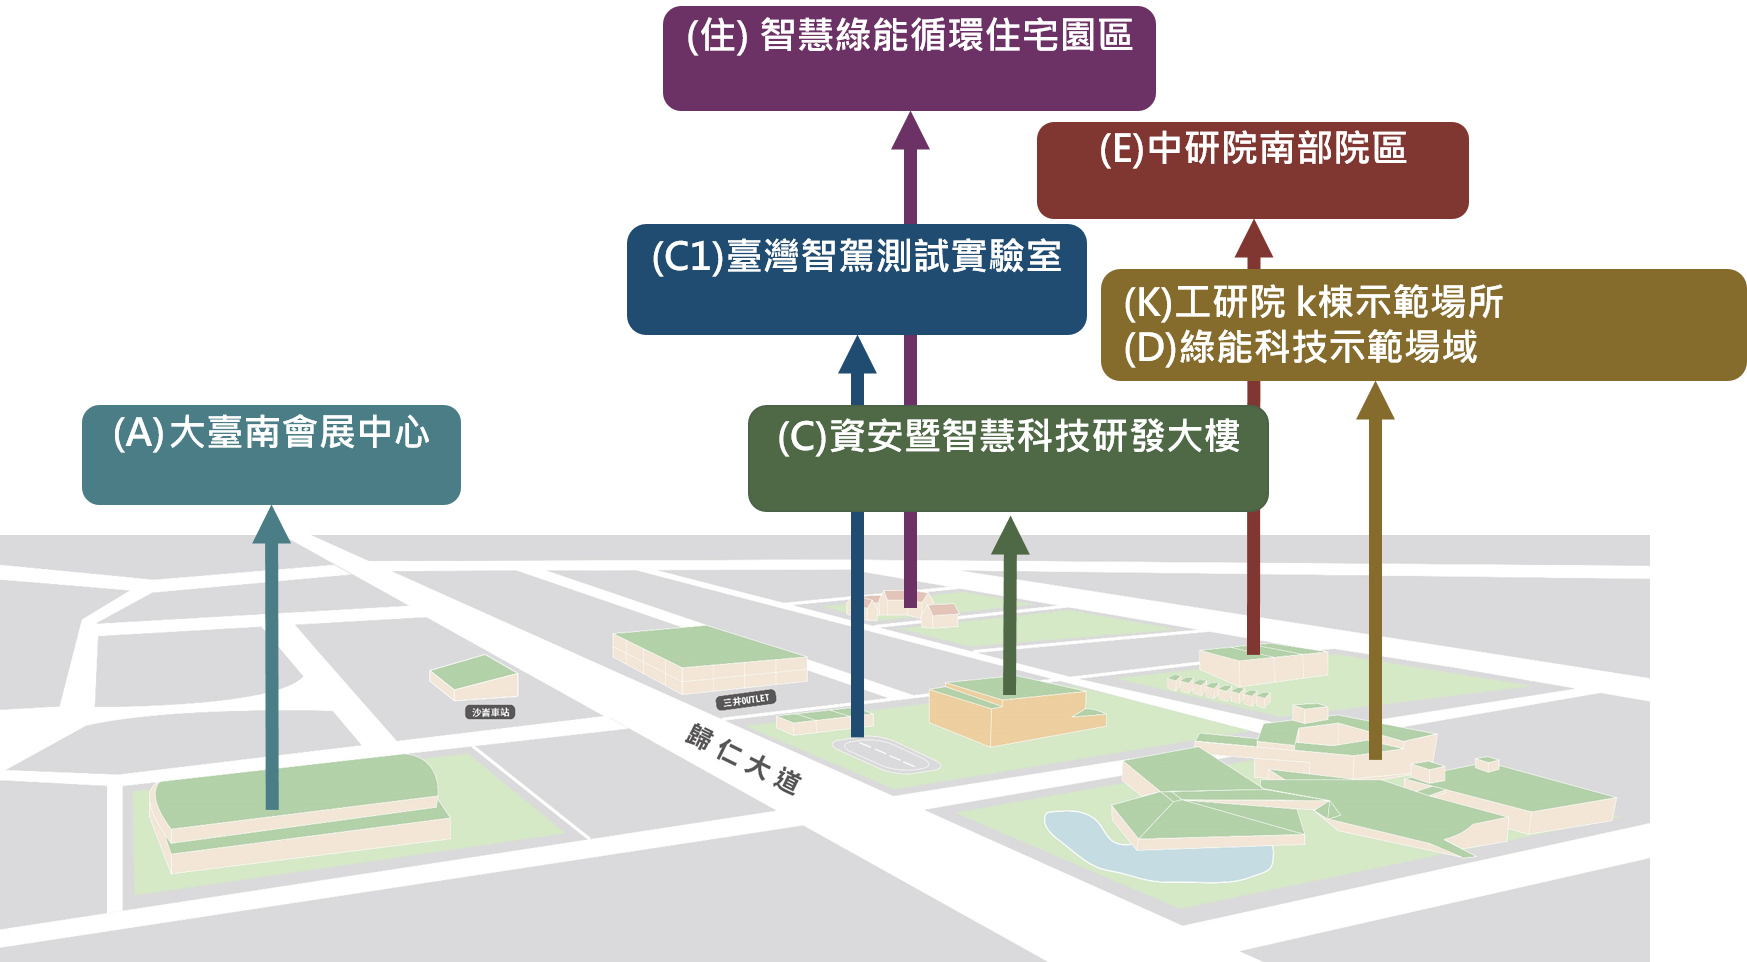 (住) 智慧綠能循環住宅園區
(E)中研院南部院區
(C1)臺灣智駕測試實驗室
(K)工研院 k棟示範場所
(D)綠能科技示範場域
(A)大臺南會展中心
(C)資安暨智慧科技研發大樓
三井OUTLET
沙崙車站
歸仁大道